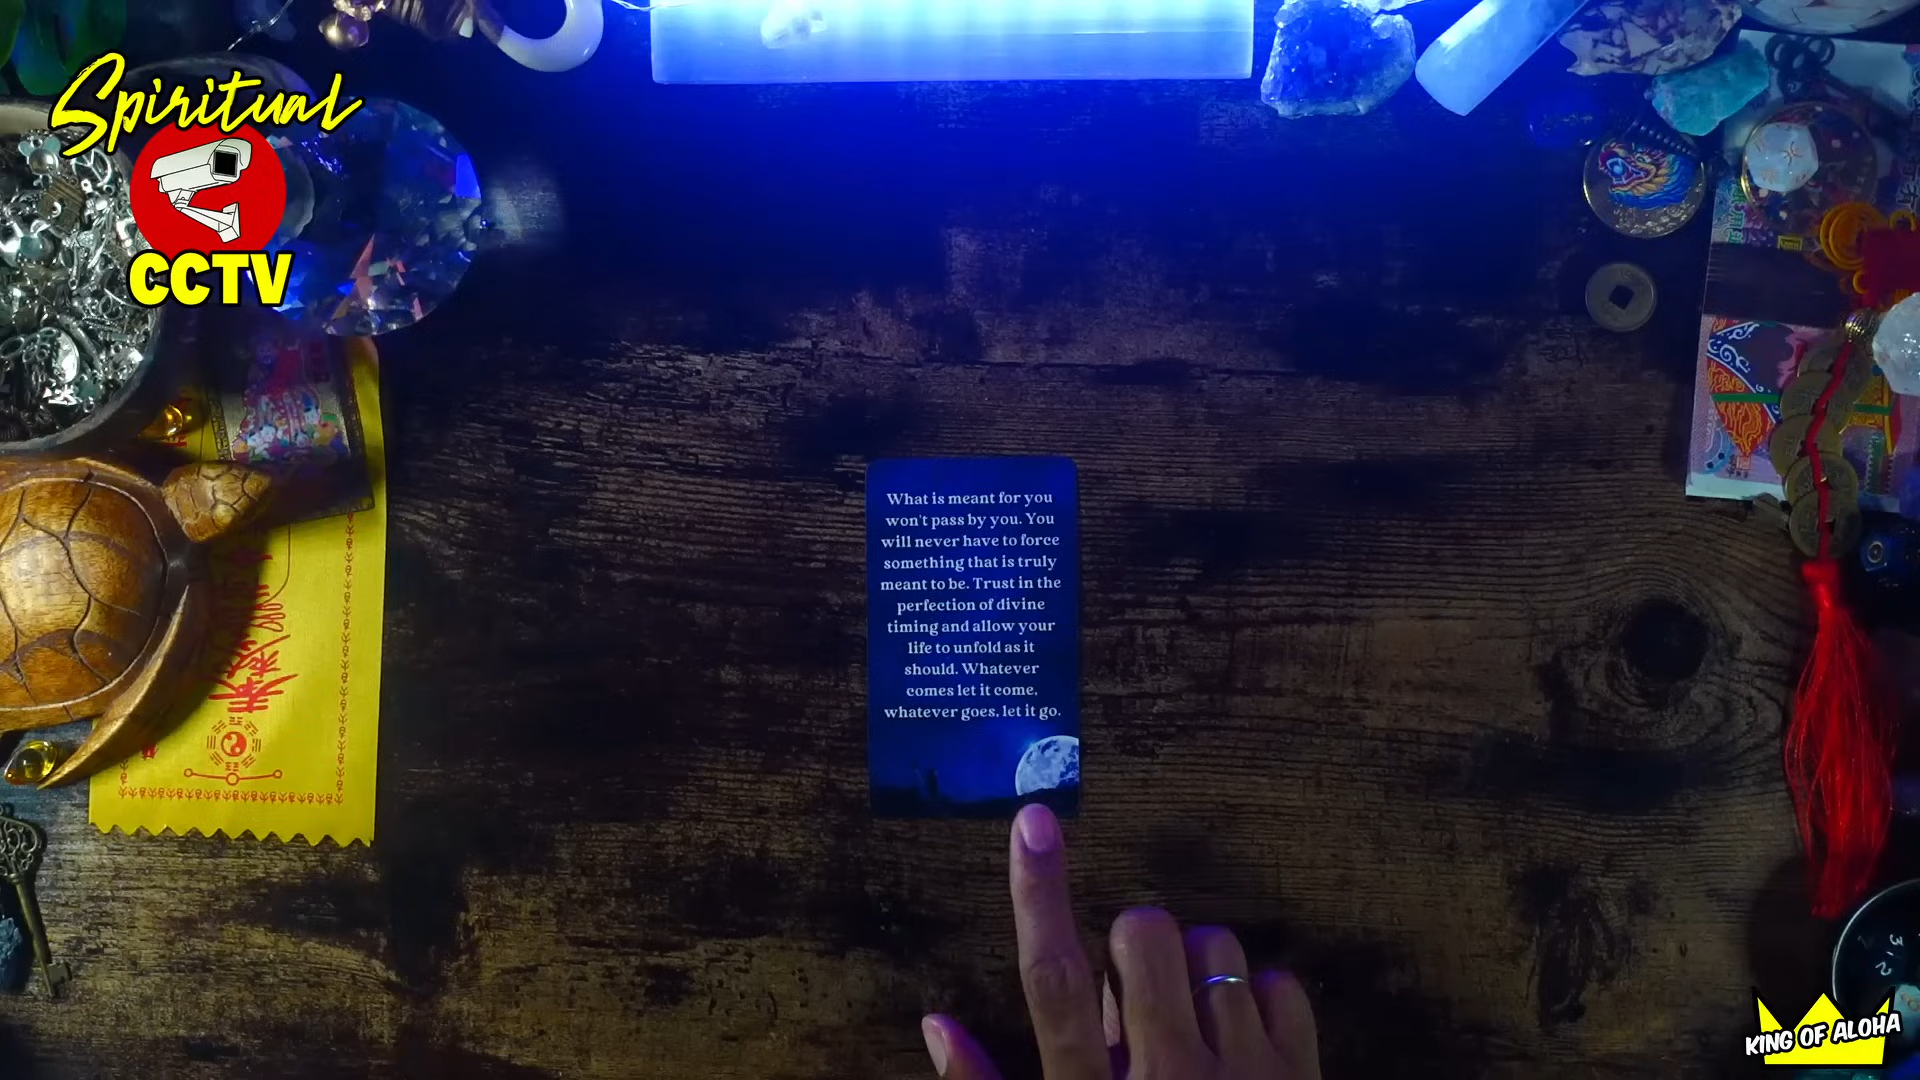 Spiritual
CCTV
What is meant for you
won't pass by you. You
will never have to force
something that is truly
meant to be. Trust in the
perfection of divine
timing and allow your
life to unfold as it
should. Whatever
comes let it come,
whatever goes, let it go.
KING OF ALOHA